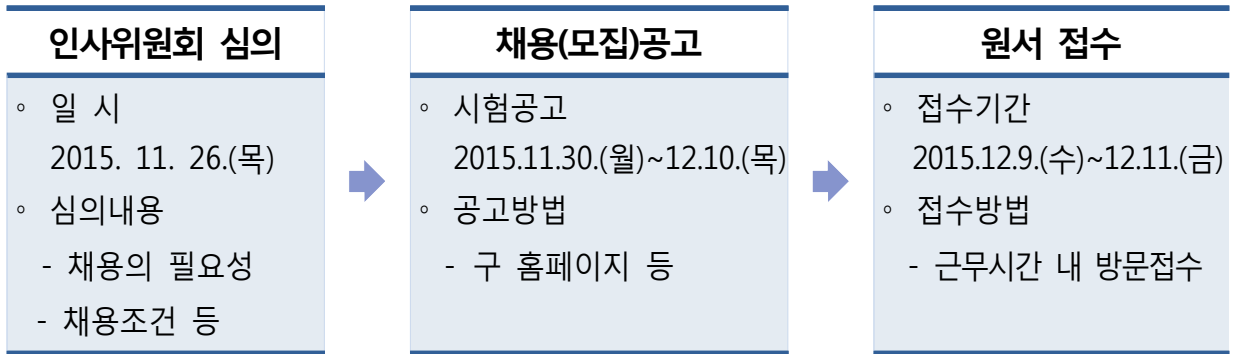 인사위원회 심의
◦ 일 시
2015. 11. 26.(목)
◦ 심의내용
- 채용의 필요성
- 채용조건 등
채용(모집)공고
◦ 시험공고
2015.11.30.(월)~12.10.(목)
◦ 공고방법
- 구 홈페이지 등
원서 접수
◦ 접수기간
2015.12.9.(수)~12.11.(금)
◦ 접수방법
- 근무시간 내 방문접수